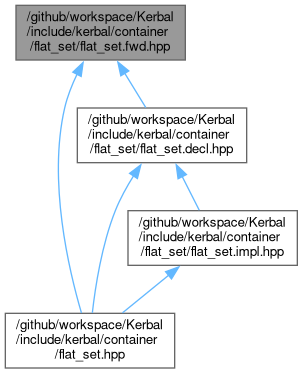 /github/workspace/Kerbal
/include/kerbal/container
/flat_set/flat_set.fwd.hpp
/github/workspace/Kerbal
/include/kerbal/container
/flat_set/flat_set.decl.hpp
/github/workspace/Kerbal
/include/kerbal/container
/flat_set/flat_set.impl.hpp
/github/workspace/Kerbal
/include/kerbal/container
/flat_set.hpp